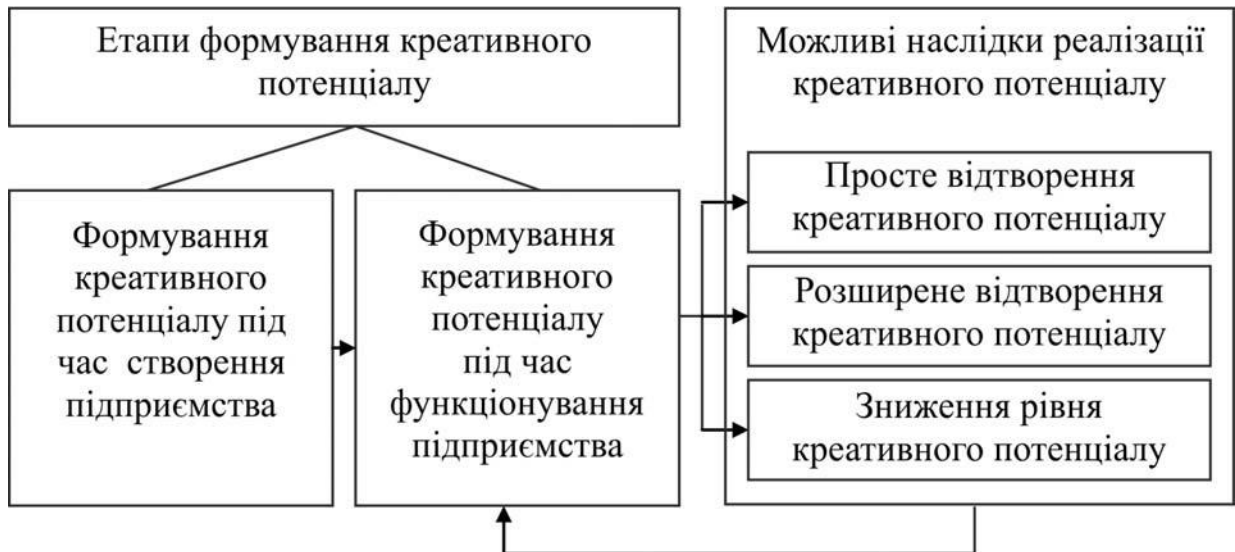 Етапи формування креативного
потенціалу
Можливі наслідки реалізації
креативного потенціалу
Формування
креативного
потенціалу під
час створення
підприємства
Формування
креативного
потенціалу
під час
функціонування
підприємства
Просте відтворення
креативного потенціалу
Розширене відтворення
креативного потенціалу
Зниження рівня
креативного потенціалу